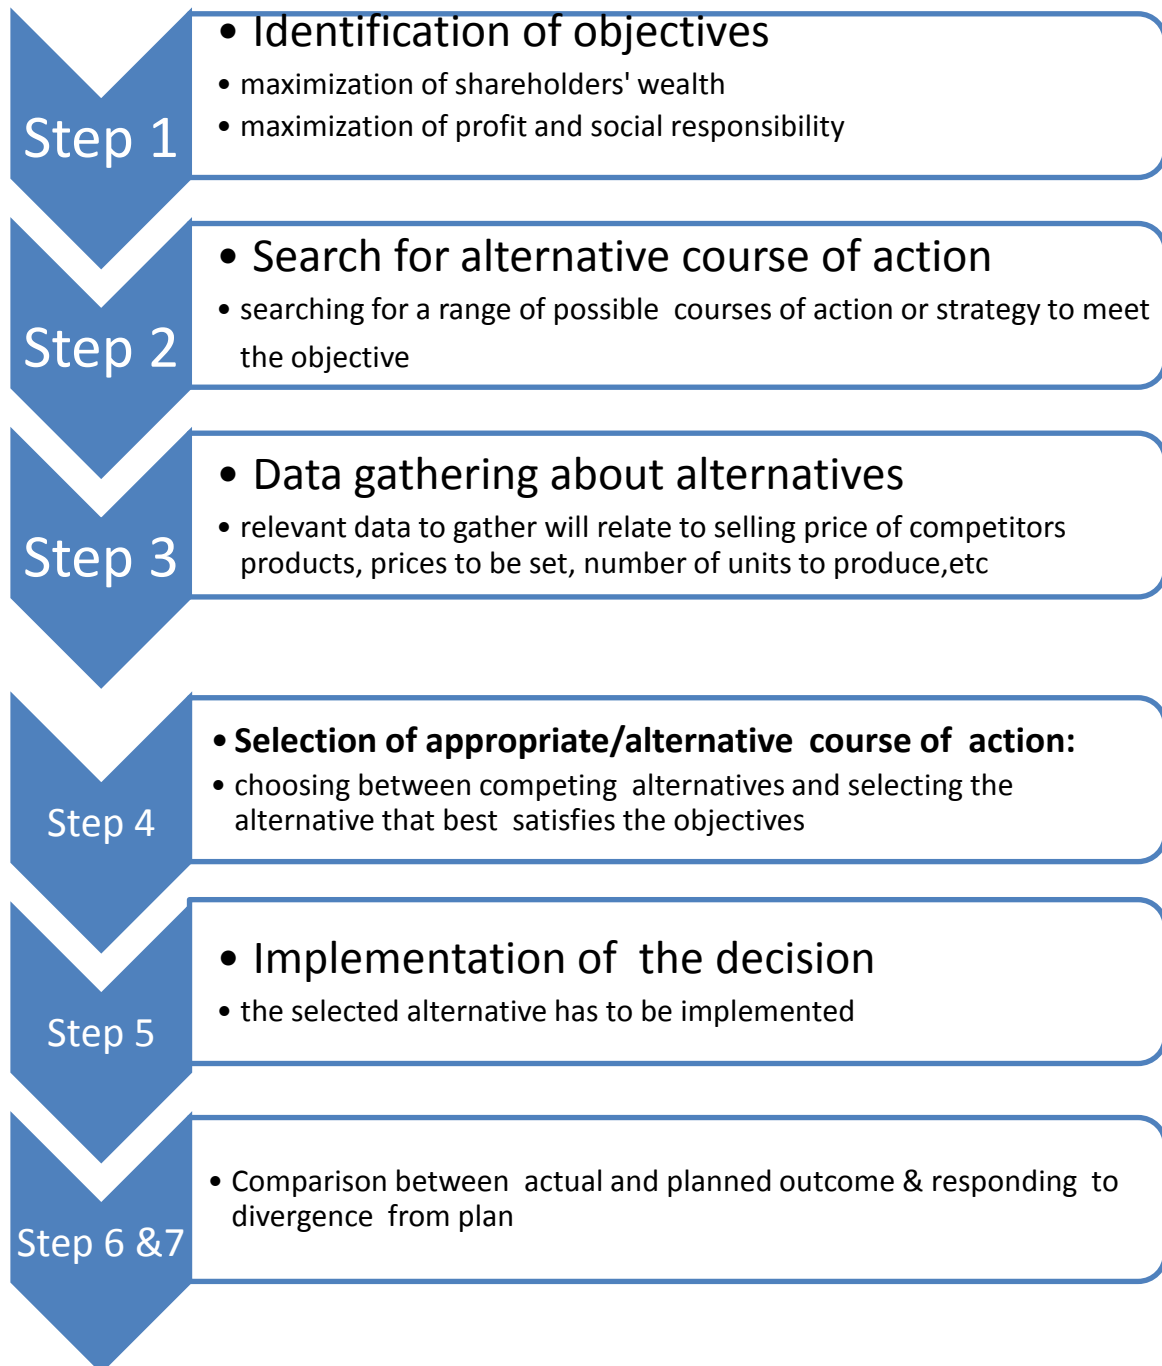 Step 1
• Identification of objectives
• maximization of shareholders' wealth
• maximization of profit and social responsibility
Step 2
• Search for alternative course of action
• searching for a range of possible courses of action or strategy to meet
the objective
Step 3
• Data gathering about alternatives
• relevant data to gather will relate to selling price of competitors
products, prices to be set, number of units to produce,etc
Step 4
• Selection of appropriate/alternative course of action:
• choosing between competing alternatives and selecting the
alternative that best satisfies the objectives
Step 5
• Implementation of the decision
• the selected alternative has to be implemented
Step 6 &7
• Comparison between actual and planned outcome & responding to
divergence from plan